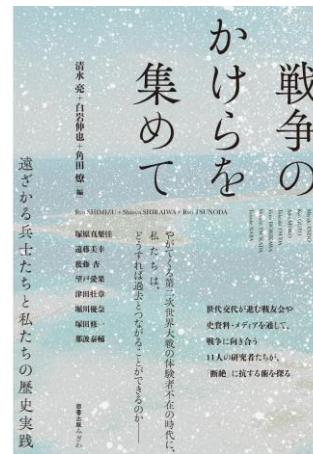 戦争の
かけらを
集めて
清水 亮+白岩伸也+角田 燎 編
Ryo SHIMIZU + Shinya SHIRAIWA + Ryo TSUNODA
遠ざかる兵士たちと私たちの歴史実践
やがてくる第二次世界大戦の体験者不在の時代に、
私たちは、
どうすれば過去とつながることができるのか――
塚原真梨佳
遠藤美幸
後藤 杏
望戸愛果
津田壮章
堀川優奈
塚田修一
那波泰輔
世代交代が進む戦友会や
史資料・メディアを通して、
戦争に向き合う
11人の研究者たちが、
「断絶」に抗する術を探る
図書出版みぎわ